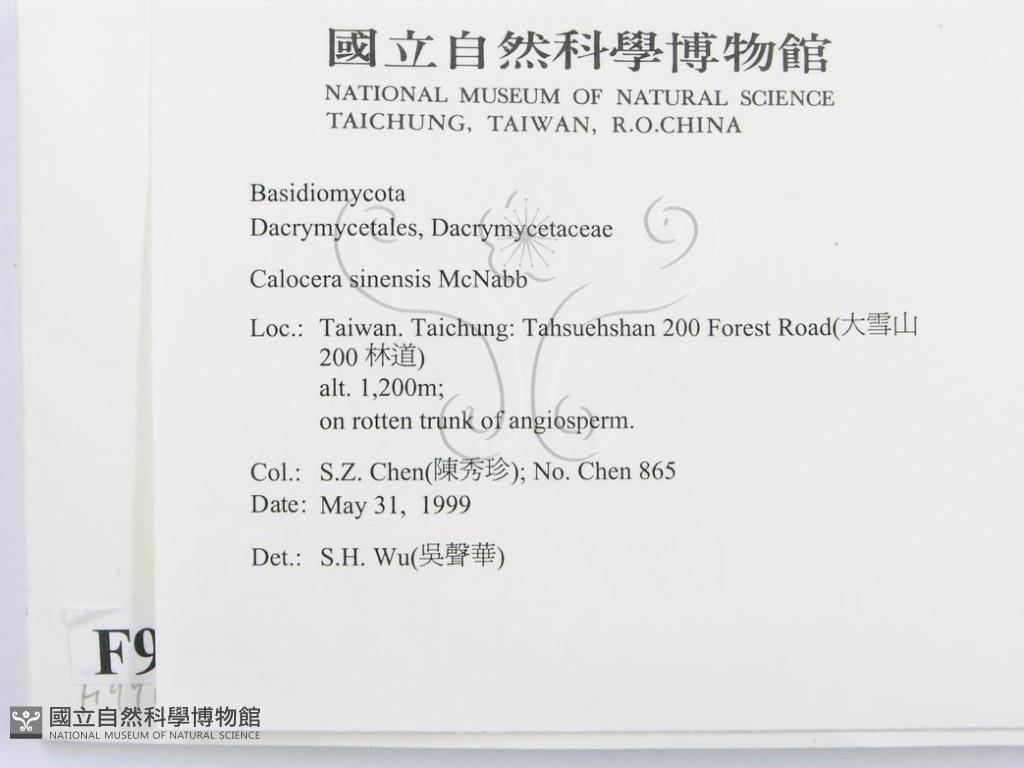 國立自然科學博物館
NATIONAL MUSEUM OF NATURAL SCIENCE
TAICHUNG, TAIWAN, R.O.CHINA
Basidiomycota
Dacrymycetales, Dacrymycetaceae
Calocera sinensis McNabb
Loc.: Taiwan. Taichung: Tahsuehshan 200 Forest Road(大雪山
200 林道)
alt. 1,200m;
on rotten trunk of angiosperm.
Col.: S.Z. Chen(陳秀珍); No. Chen 865
Date: May 31, 1999
Det.: S.H. Wu(吳聲華)
F9
國立自然科學博物館
NATIONAL MUSEUM OF NATURAL SCIENCE